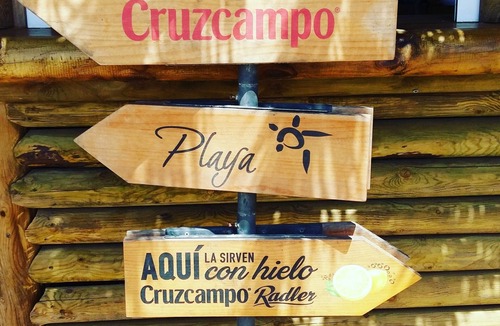 Cruzcampo®
Playa
AQUÍ LA SIRVEN con hielo
Cruzcampo® Radler